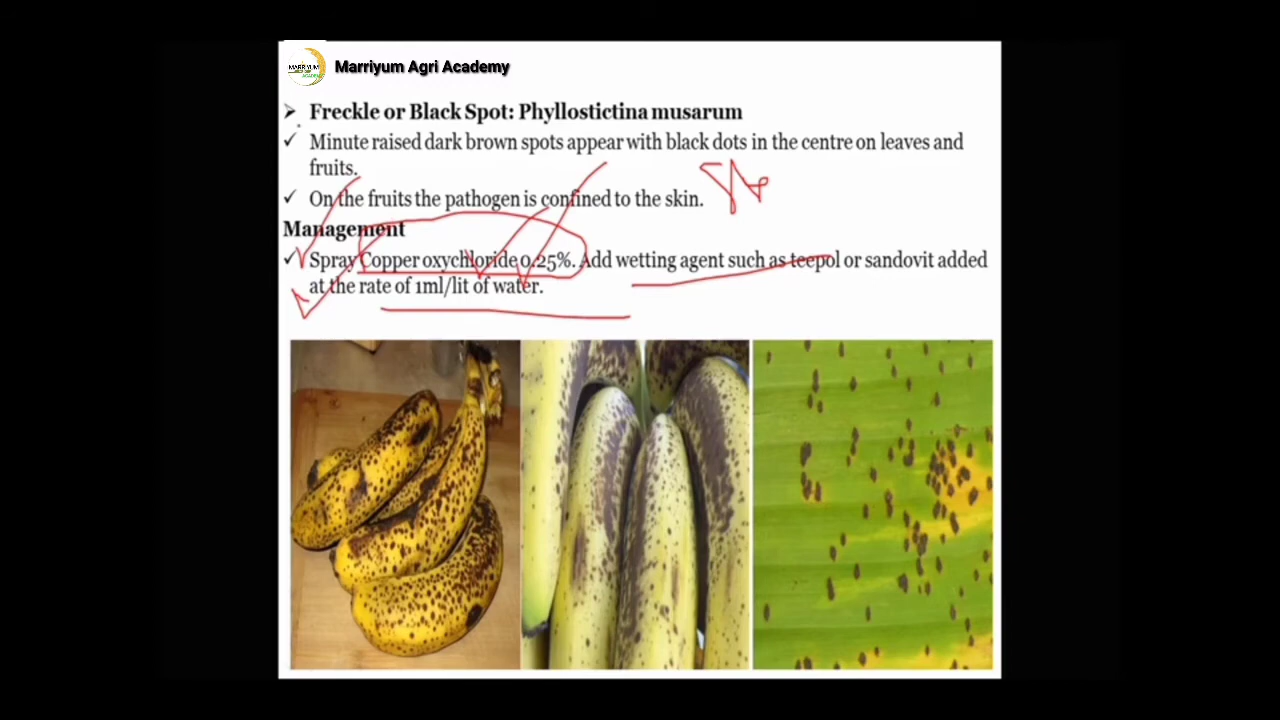 MARRIYUM
ACADEMY
Marriyum Agri Academy
➢ Freckle or Black Spot: Phyllostictina musarum
✓ Minute raised dark brown spots appear with black dots in the centre on leaves and
fruits.
✓ On the fruits the pathogen is confined to the skin.
Management
✓ Spray Copper oxychloride 0.25%. Add wetting agent such as teepol or sandovit added
at the rate of 1ml/lit of water.